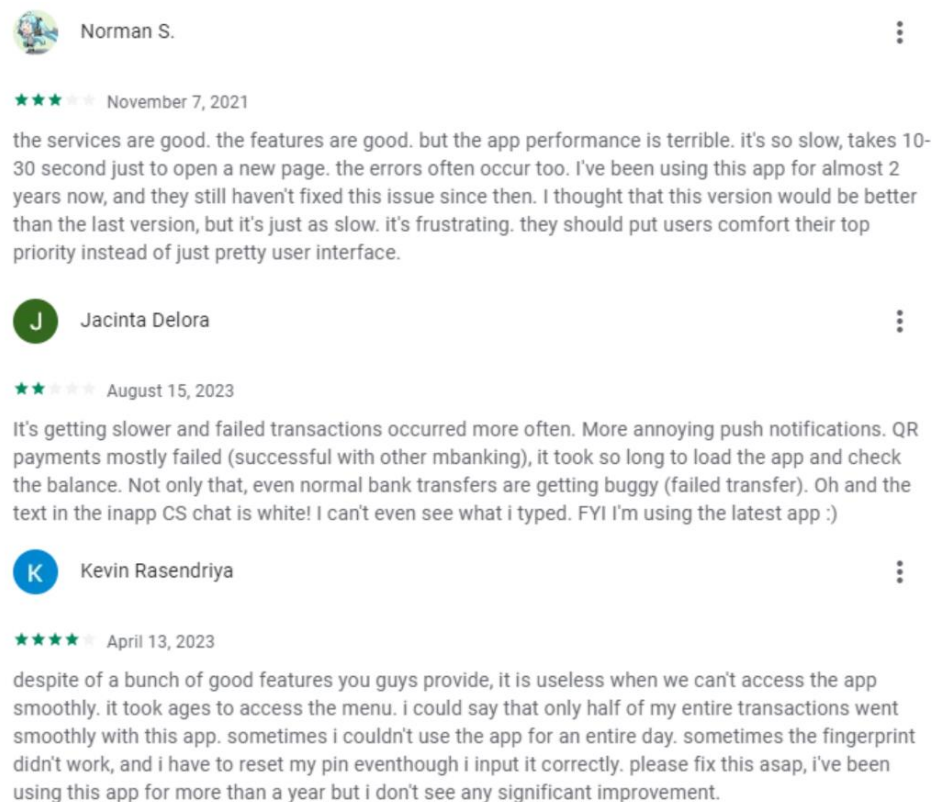 Norman S.
November 7, 2021
the services are good. the features are good. but the app performance is terrible. it's so slow, takes 10-
30 second just to open a new page. the errors often occur too. I've been using this app for almost 2
years now, and they still haven't fixed this issue since then. I thought that this version would be better
than the last version, but it's just as slow. it's frustrating. they should put users comfort their top
priority instead of just pretty user interface.
J
Jacinta Delora
August 15, 2023
It's getting slower and failed transactions occurred more often. More annoying push notifications. QR
payments mostly failed (successful with other mbanking), it took so long to load the app and check
the balance. Not only that, even normal bank transfers are getting buggy (failed transfer). Oh and the
text in the inapp CS chat is white! I can't even see what i typed. FYI I'm using the latest app :)
K
Kevin Rasendriya
April 13, 2023
despite of a bunch of good features you guys provide, it is useless when we can't access the app
smoothly. it took ages to access the menu. i could say that only half of my entire transactions went
smoothly with this app. sometimes i couldn't use the app for an entire day. sometimes the fingerprint
didn't work, and i have to reset my pin eventhough i input it correctly. please fix this asap, i've been
using this app for more than a year but i don't see any significant improvement.